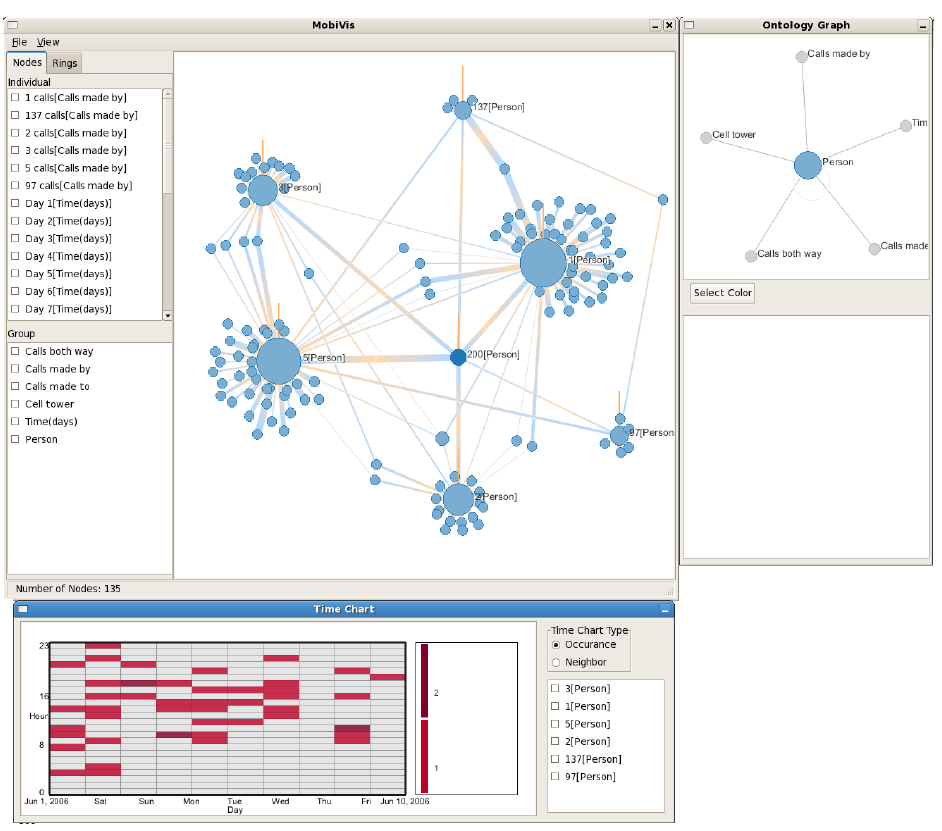 MobiVis
File View
Nodes Rings
Individual
1 calls[Calls made by]
137 calls[Calls made by]
2 calls[Calls made by]
3 calls[Calls made by]
5 calls[Calls made by]
97 calls[Calls made by]
Day 1[Time(days)]
Day 2[Time(days)]
Day 3[Time(days)]
Day 4[Time(days)]
Day 5[Time(days)]
Day 6[Time(days)]
Day 7[Time(days)]
Group
Calls both way
Calls made by
Calls made to
Cell tower
Time(days)
Person
137[Person]
3[Person]
1[Person]
5[Person]
200[Person]
97[Person
2[Person]
Number of Nodes: 135
Ontology Graph
Calls made by
Tim
Cell tower
Person
Calls both way
Calls made
Select Color
Time Chart
23
16
Hour
8
0
Jun 1, 2006 Sat Sun Mon Tue Wed Thu Fri Jun 10, 2006
Day
2
1
Time Chart Type
Occurance
Neighbor
3[Person]
1[Person]
5[Person]
2[Person]
137[Person]
97[Person]